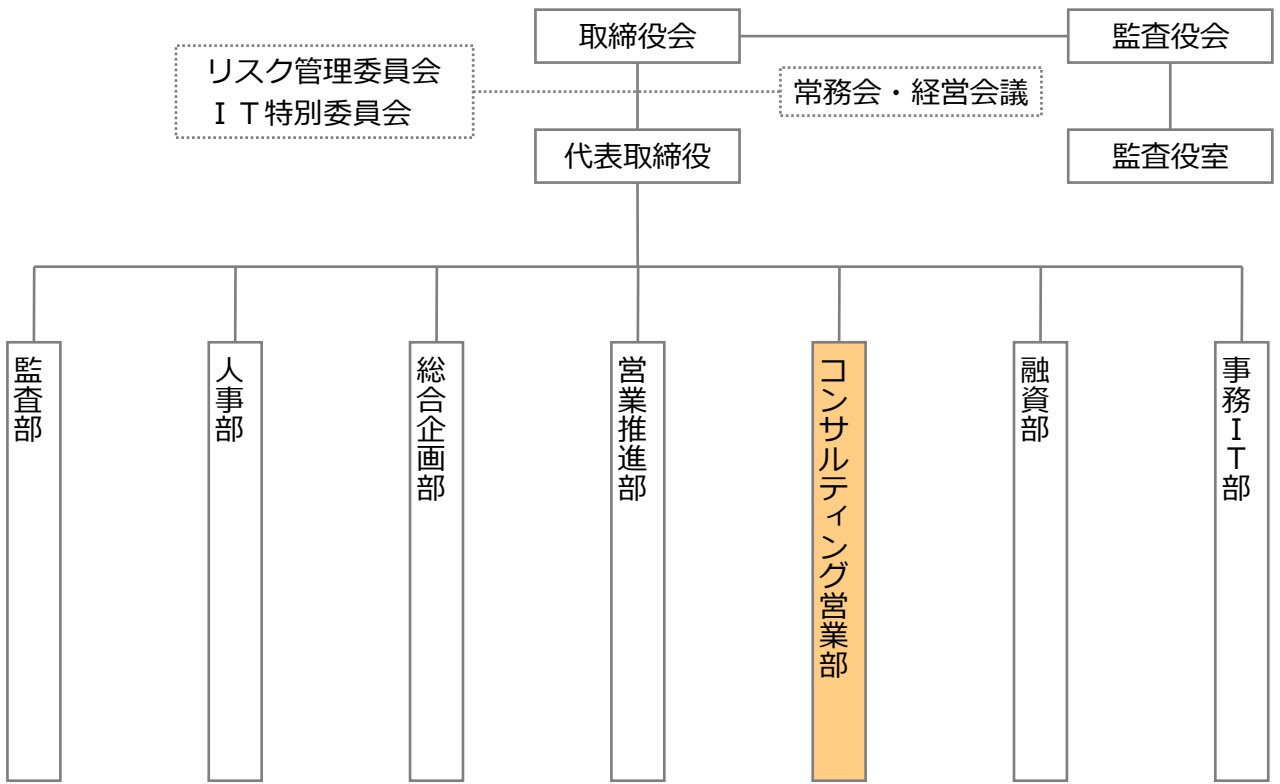 取締役会
監査役会
リスク管理委員会
ＩＴ特別委員会
常務会・経営会議
代表取締役
監査役室
監査部
人事部
総合企画部
営業推進部
コンサルティング営業部
融資部
事務ＩＴ部